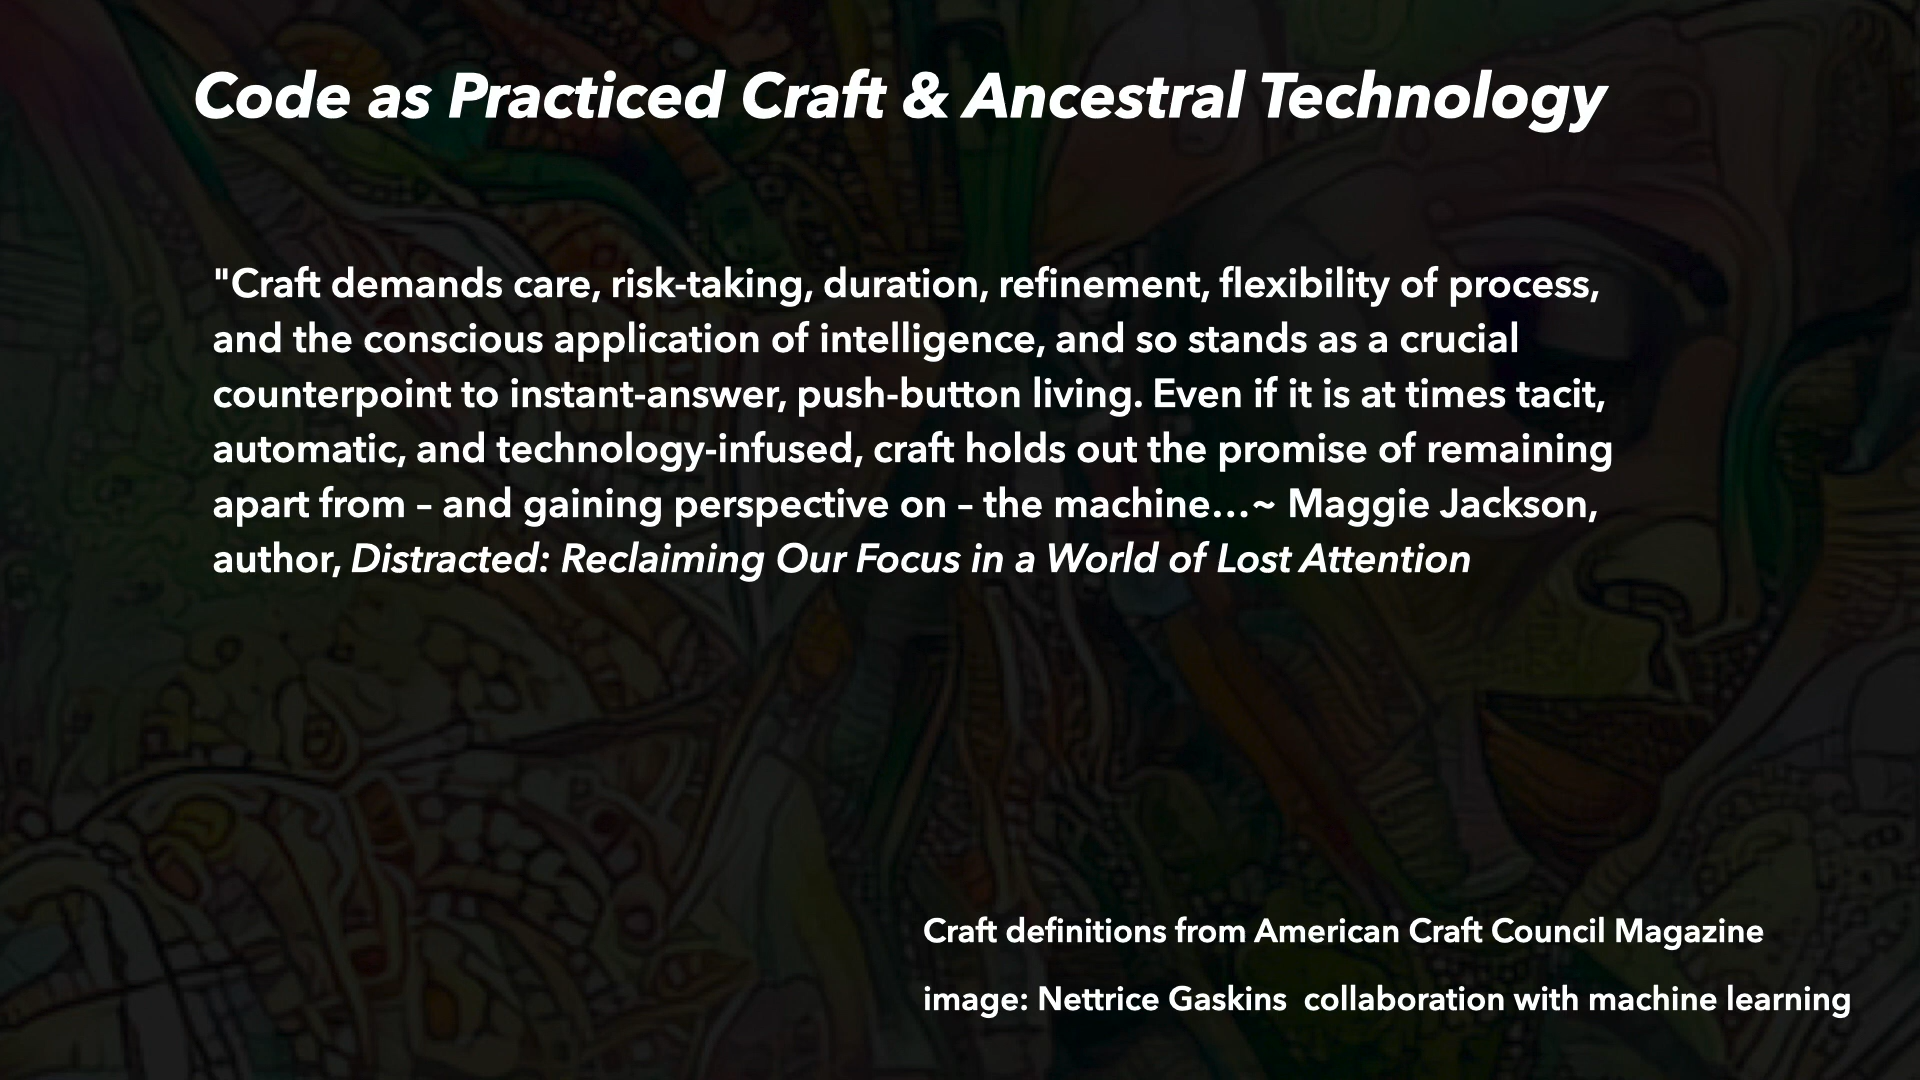 Code as Practiced Craft & Ancestral Technology
"Craft demands care, risk-taking, duration, refinement, flexibility of process,
and the conscious application of intelligence, and so stands as a crucial
counterpoint to instant-answer, push-button living. Even if it is at times tacit,
automatic, and technology-infused, craft holds out the promise of remaining
apart from – and gaining perspective on – the machine…~ Maggie Jackson,
author, Distracted: Reclaiming Our Focus in a World of Lost Attention
Craft definitions from American Craft Council Magazine
image: Nettrice Gaskins  collaboration with machine learning